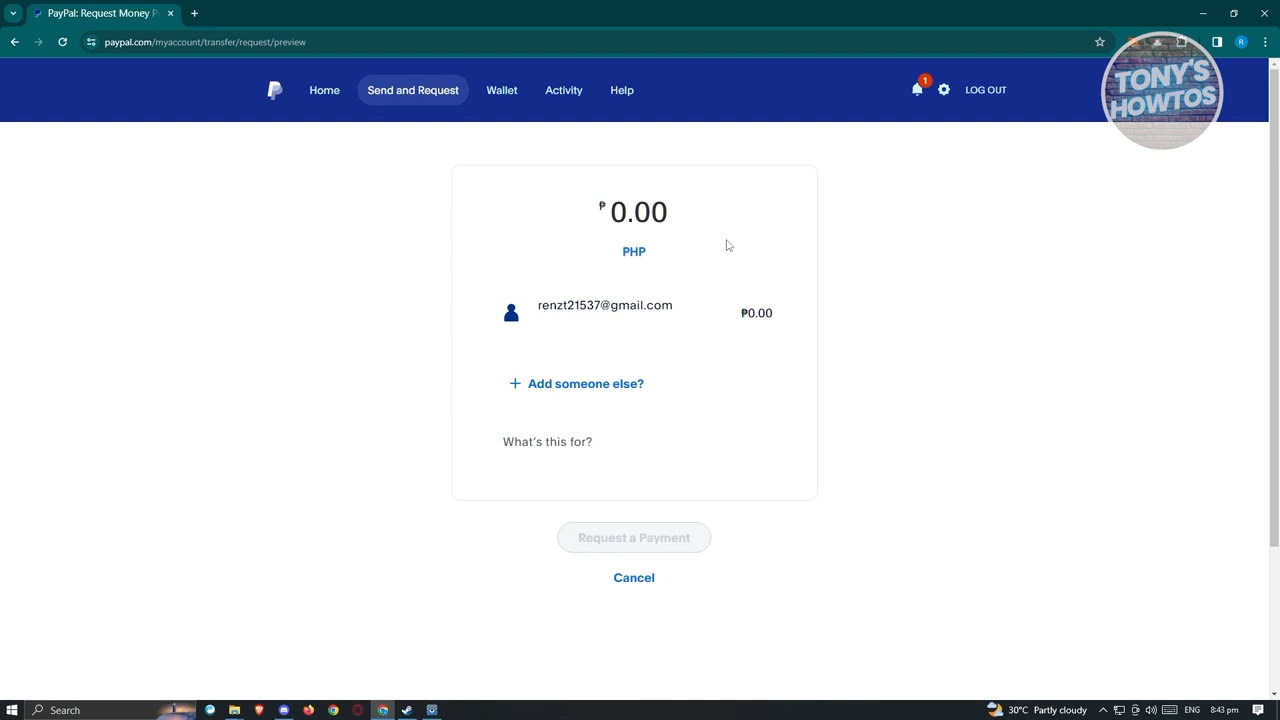 PayPal: Request Money P
paypal.com/myaccount/transfer/request/preview
R
Home
Send and Request
Wallet
Activity
Help
1
LOG OUT
TONY'S
HOWTOS
₱ 0.00
PHP
renzt21537@gmail.com
₱0.00
+ Add someone else?
What's this for?
Request a Payment
Cancel
Search
30°C Partly cloudy
ENG
8:43 pm